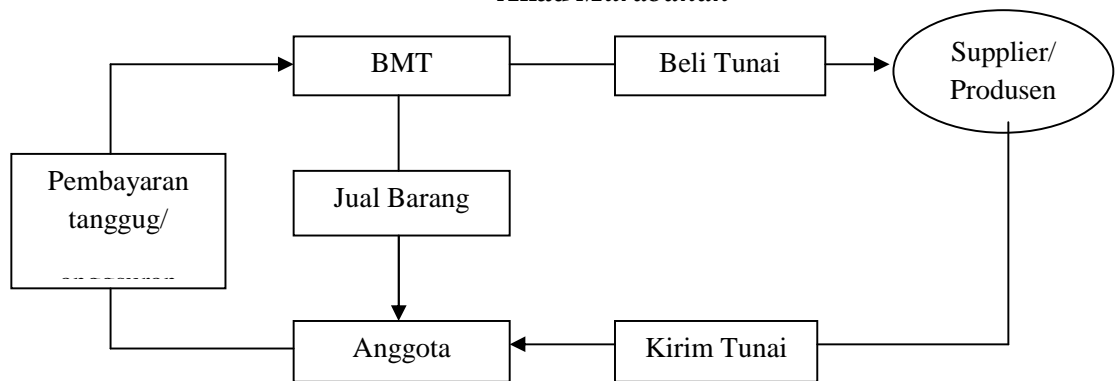 BMT
Beli Tunai
Supplier/
Produsen
Pembayaran
tanggug/
Jual Barang
Anggota
Kirim Tunai